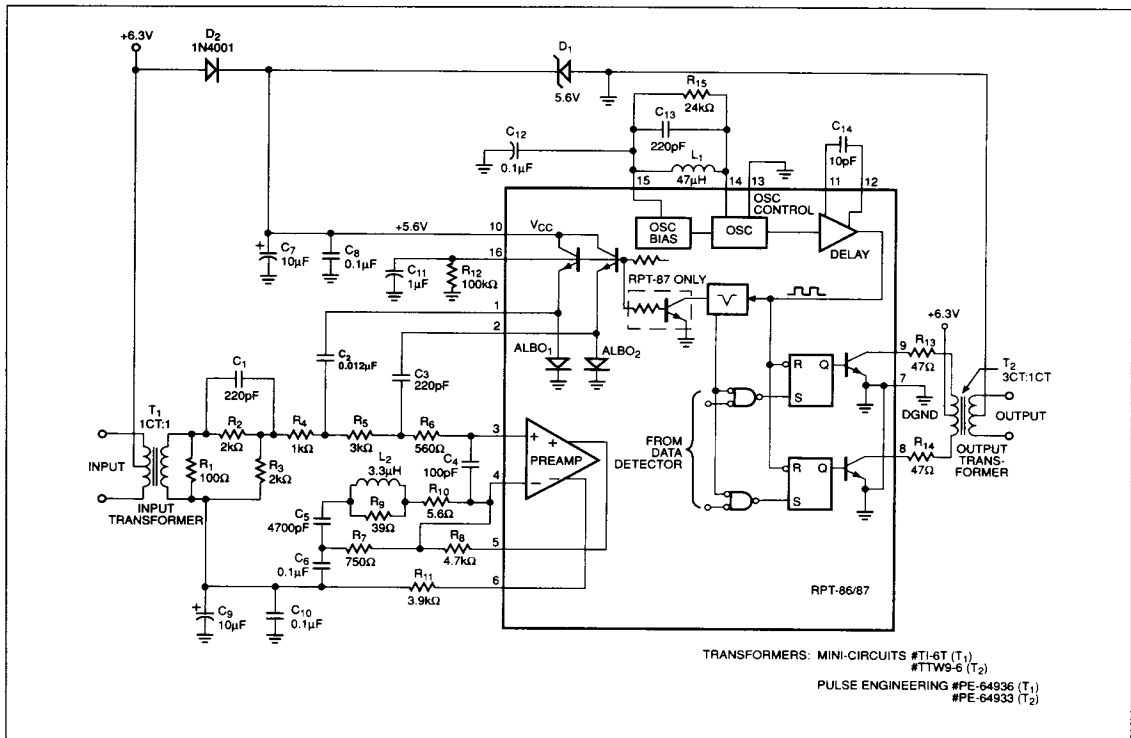 +6.3V
D2
1N4001
D1
5.6V
R15
24kΩ
C13
220pF
L1
47μH
C12
0.1μF
C14
10pF
15
14
13
11
12
OSC
CONTROL
OSC
BIAS
OSC
DELAY
+5.6V
10
VCC
16
C7
10μF
+
C8
0.1μF
C11
1μF
R12
100kΩ
RPT-87 ONLY
1
2
ALBO1
ALBO2
C2
0.012μF
C3
220pF
C1
220pF
T1
1CT:1
R2
2kΩ
R4
1kΩ
R5
3kΩ
R6
560Ω
3
INPUT
R1
100Ω
R3
2kΩ
INPUT
TRANSFORMER
C4
100pF
4
+ +
PREAMP
− −
L2
3.3μH
R9
39Ω
R10
5.6Ω
C5
4700pF
R7
750Ω
R8
4.7kΩ
5
C6
0.1μF
R11
3.9kΩ
6
C9
10μF
+
C10
0.1μF
FROM
DATA
DETECTOR
R
Q
S
R
Q
S
9
R13
47Ω
7
DGND
8
R14
47Ω
+6.3V
T2
3CT:1CT
OUTPUT
OUTPUT
TRANS-
FORMER
RPT-86/87
TRANSFORMERS: MINI-CIRCUITS #TI-6T (T1)
#TTW9-6 (T2)
PULSE ENGINEERING #PE-64936 (T1)
#PE-64933 (T2)